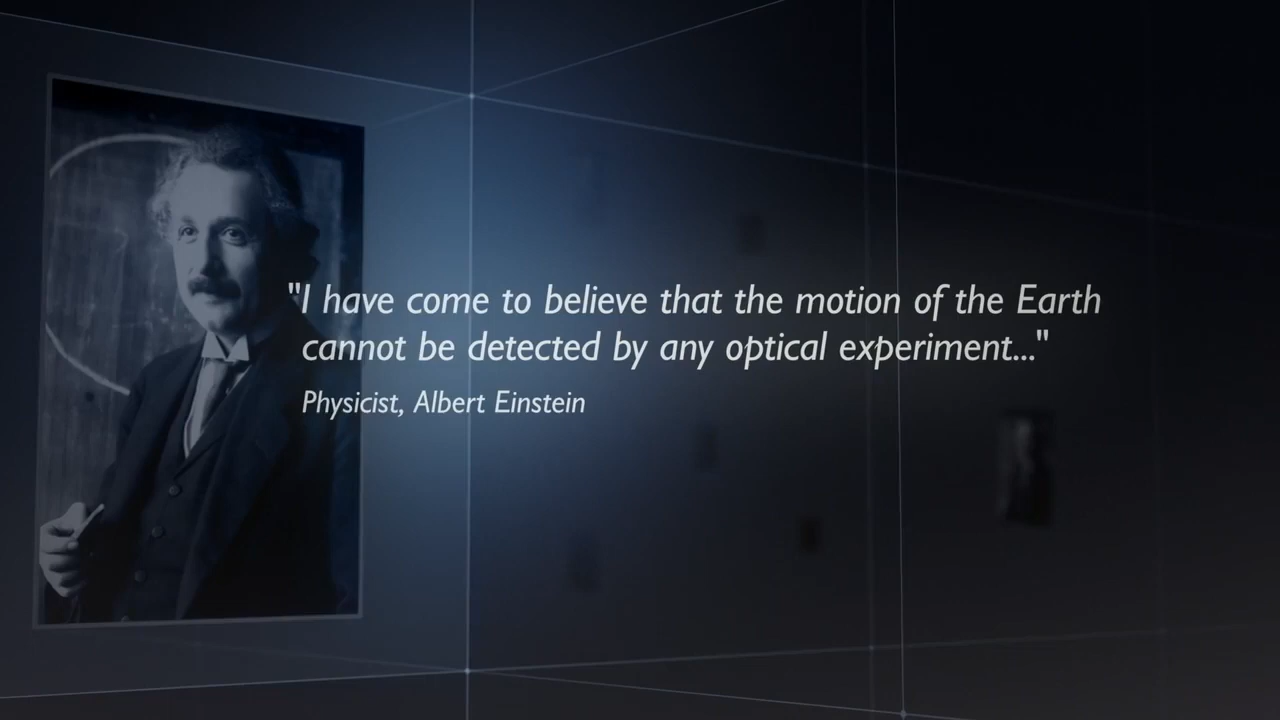 "I have come to believe that the motion of the Earth
cannot be detected by any optical experiment..."
Physicist, Albert Einstein